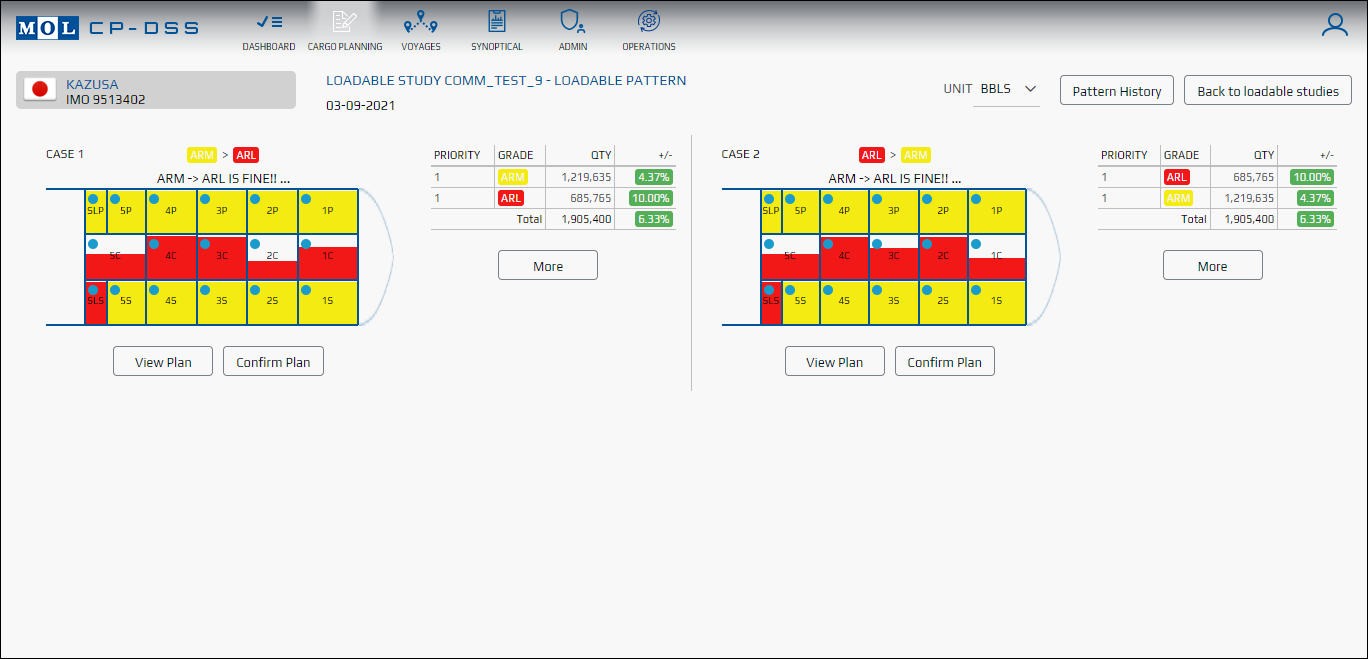 MOL CP-DSS
DASHBOARD CARGO PLANNING VOYAGES SYNOPTICAL ADMIN OPERATIONS
KAZUSA
IMO 9513402
LOADABLE STUDY COMM_TEST_9 - LOADABLE PATTERN
03-09-2021
UNIT BBLS
Pattern History
Back to loadable studies
CASE 1
ARM > ARL
ARM -> ARL IS FINE!! ...
SLP 5P 4P 3P 2P 1P
5C 4C 3C 2C 1C
SLS 5S 4S 3S 2S 1S
View Plan Confirm Plan
PRIORITY GRADE QTY +/-
1 ARM 1,219,635 4.37%
1 ARL 685,765 10.00%
Total 1,905,400 6.33%
More
CASE 2
ARL > ARM
ARM -> ARL IS FINE!! ...
SLP 5P 4P 3P 2P 1P
5C 4C 3C 2C 1C
SLS 5S 4S 3S 2S 1S
View Plan Confirm Plan
PRIORITY GRADE QTY +/-
1 ARL 685,765 10.00%
1 ARM 1,219,635 4.37%
Total 1,905,400 6.33%
More